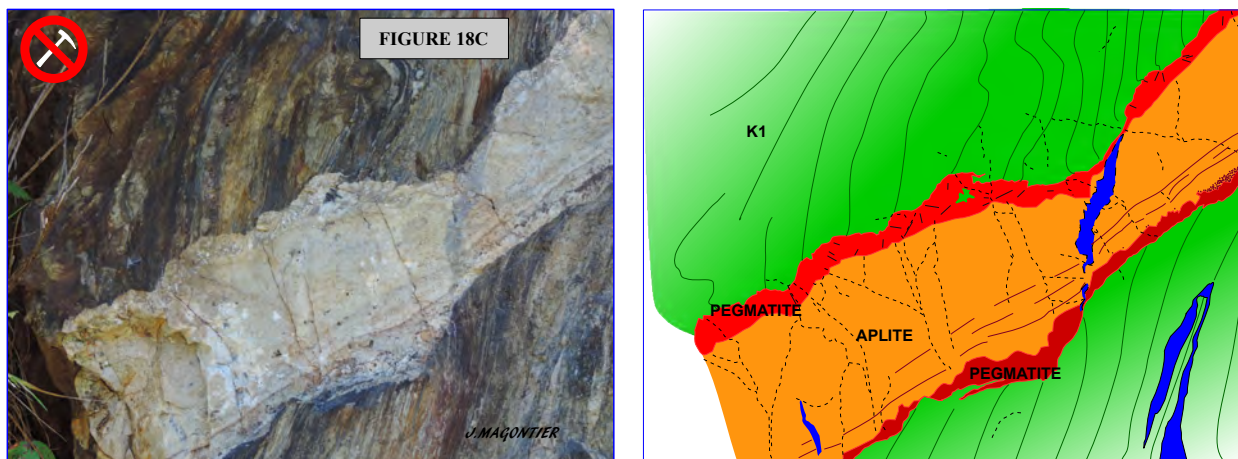 FIGURE 18C
J.MAGONTIER
K1
PEGMATITE
APLITE
PEGMATITE